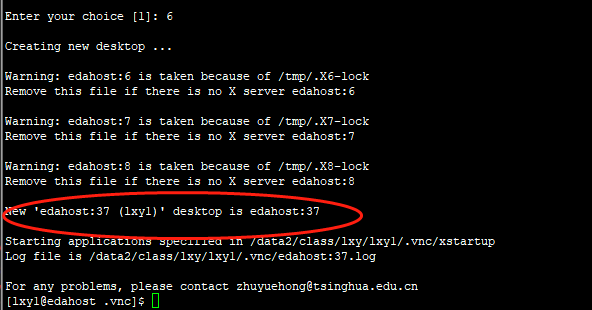 Enter your choice [1]: 6
Creating new desktop ...
Warning: edahost:6 is taken because of /tmp/.X6-lock
Remove this file if there is no X server edahost:6
Warning: edahost:7 is taken because of /tmp/.X7-lock
Remove this file if there is no X server edahost:7
Warning: edahost:8 is taken because of /tmp/.X8-lock
Remove this file if there is no X server edahost:8
New 'edahost:37 (lxy1)' desktop is edahost:37
Starting applications specified in /data2/class/lxy/lxy1/.vnc/xstartup
Log file is /data2/class/lxy/lxy1/.vnc/edahost:37.log
For any problems, please contact zhuyuehong@tsinghua.edu.cn
[lxy1@edahost .vnc]$